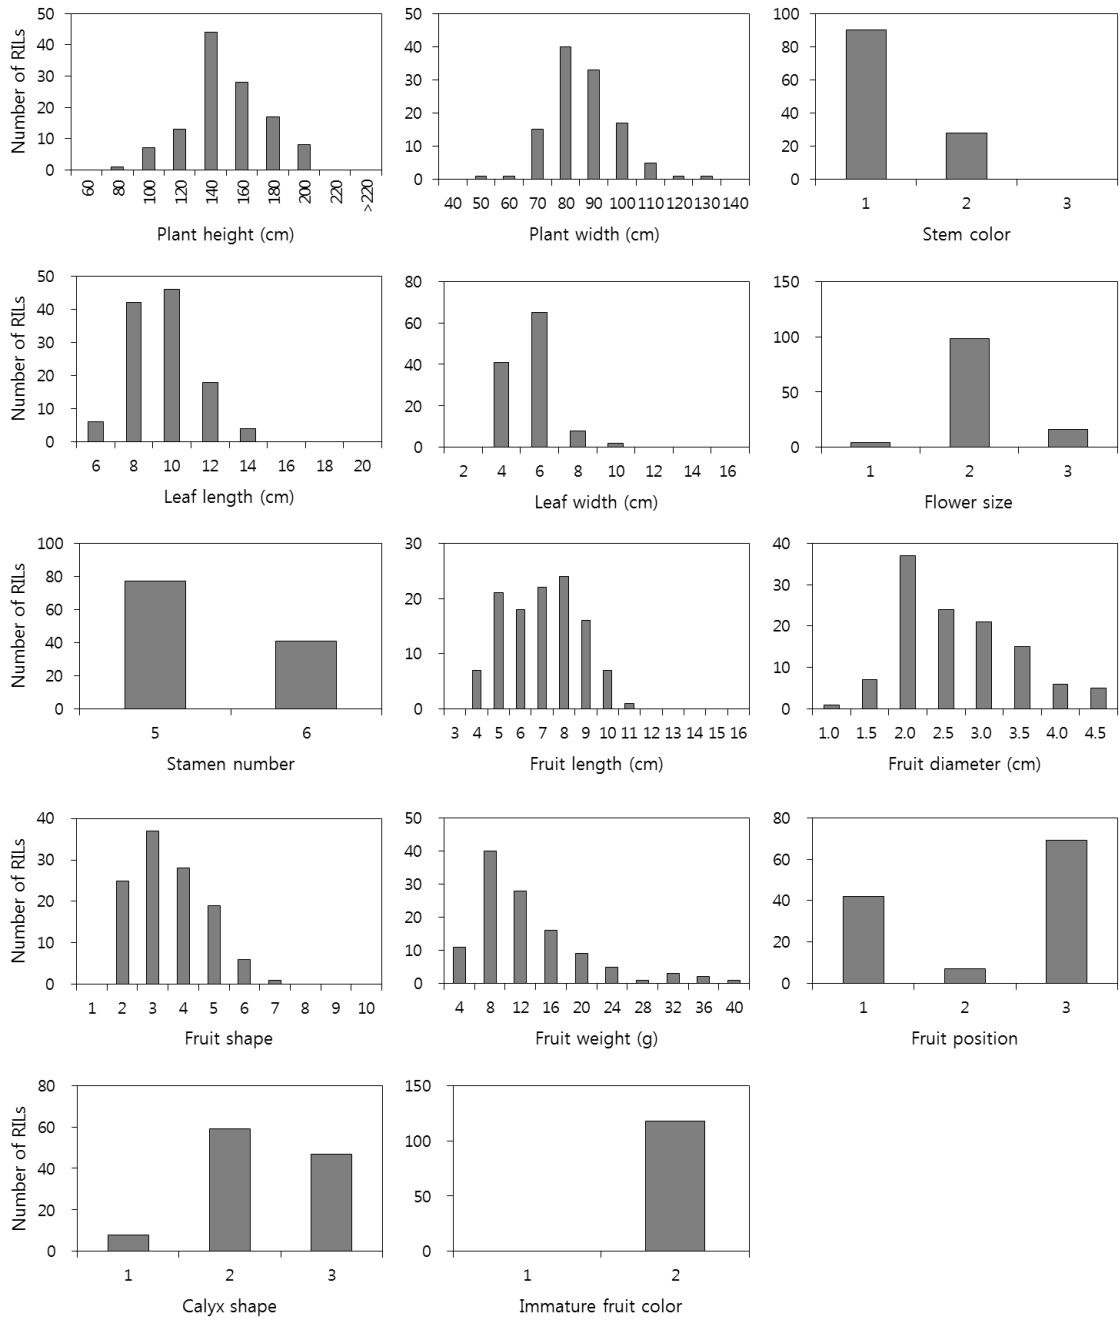 50
40
30
20
10
0
Number of RILs
60 80 100 120 140 160 180 200 220 >220
Plant height (cm)
50
40
30
20
10
0
40 50 60 70 80 90 100 110 120 130 140
Plant width (cm)
100
80
60
40
20
0
1 2 3
Stem color
50
40
30
20
10
0
Number of RILs
6 8 10 12 14 16 18 20
Leaf length (cm)
80
60
40
20
0
2 4 6 8 10 12 14 16
Leaf width (cm)
150
100
50
0
1 2 3
Flower size
100
80
60
40
20
0
Number of RILs
5 6
Stamen number
30
20
10
0
3 4 5 6 7 8 9 10 11 12 13 14 15 16
Fruit length (cm)
40
30
20
10
0
1.0 1.5 2.0 2.5 3.0 3.5 4.0 4.5
Fruit diameter (cm)
40
30
20
10
0
Number of RILs
1 2 3 4 5 6 7 8 9 10
Fruit shape
50
40
30
20
10
0
4 8 12 16 20 24 28 32 36 40
Fruit weight (g)
80
60
40
20
0
1 2 3
Fruit position
80
60
40
20
0
Number of RILs
1 2 3
Calyx shape
150
100
50
0
1 2
Immature fruit color